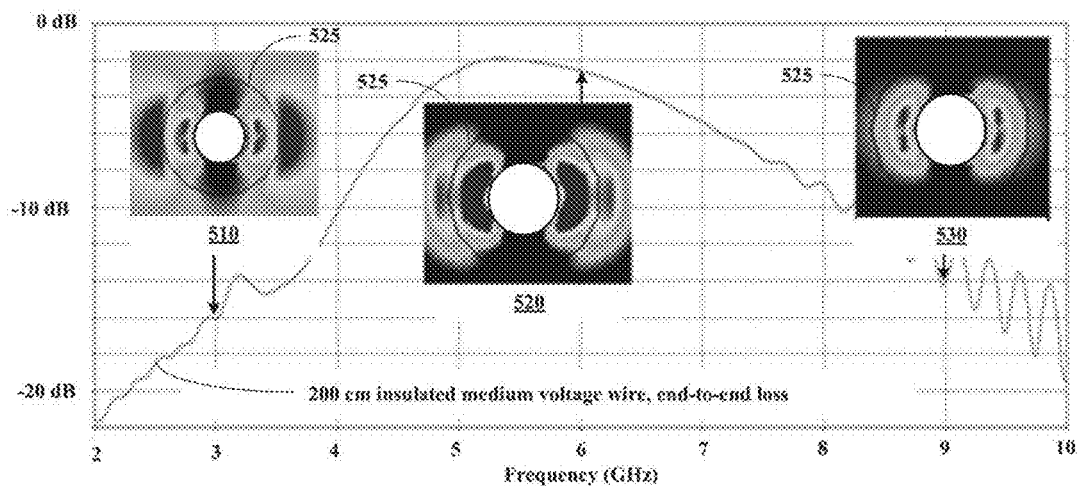 0 dB
525
525
525
-10 dB
510
520
530
-20 dB
200 cm insulated medium voltage wire, end-to-end loss
2 3 4 5 6 7 8 9 10
Frequency (GHz)